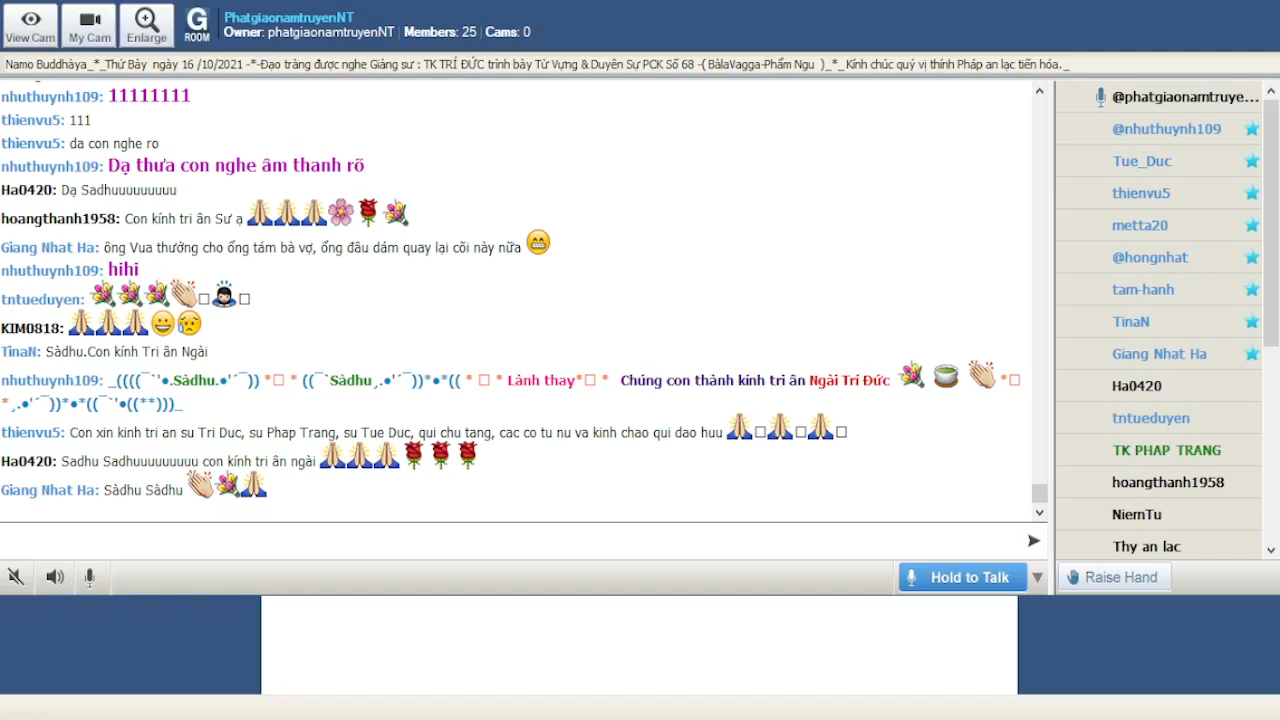 View Cam
My Cam
Enlarge
G ROOM
PhatgiaonamtruyenNT
Owner: phatgiaonamtruyenNT | Members: 25 | Cams: 0
Namo Buddhàya_*_Thứ Bảy ngày 16 /10/2021 -*-Đạo tràng được nghe Giảng sư : TK TRÍ ĐỨC trình bày Từ Vựng & Duyên Sự PCK Số 68 -( BàlaVagga-Phẩm Ngu )_*_ Kính chúc quý vị thính Pháp an lạc tiến hóa._
nhuthuynh109: 11111111
thienvu5: 111
thienvu5: da con nghe ro
nhuthuynh109: Dạ thưa con nghe âm thanh rõ
Ha0420: Dạ Sadhuuuuuuuuu
hoangthanh1958: Con kính tri ân Sư ạ 🙏🙏🙏🌸🌹💐
Giang Nhat Ha: ông Vua thưởng cho ổng tám bà vợ, ổng đâu dám quay lại cõi này nữa 😁
nhuthuynh109: hihi
tntueduyen: 💐💐💐👏□🙇□
KIM0818: 🙏🙏🙏😀😥
TinaN: Sàdhu.Con kính Tri ân Ngài
nhuthuynh109: _((((¯`'●.Sàdhu.●'´¯)) *□ * ((¯`Sàdhu¸.●'´¯))*●*(( * □ * Lành thay*□ * Chúng con thành kính tri ân Ngài Trí Đức 💐 🍵 👏 *□
*¸.●'´¯))*●*((¯`'●((**)))_
thienvu5: Con xin kinh tri an su Tri Duc, su Phap Trang, su Tue Duc, qui chu tang, cac co tu nu va kinh chao qui dao huu 🙏□🙏□🙏□
Ha0420: Sadhu Sadhuuuuuuuuu con kính tri ân ngài 🙏🙏🙏🌹🌹🌹
Giang Nhat Ha: Sàdhu Sàdhu 👏💐🙏
Hold to Talk
@phatgiaonamtruye...
@nhuthuynh109
Tue_Duc
thienvu5
metta20
@hongnhat
tam-hanh
TinaN
Giang Nhat Ha
Ha0420
tntueduyen
TK PHAP TRANG
hoangthanh1958
NiemTu
Thy an lac
Raise Hand